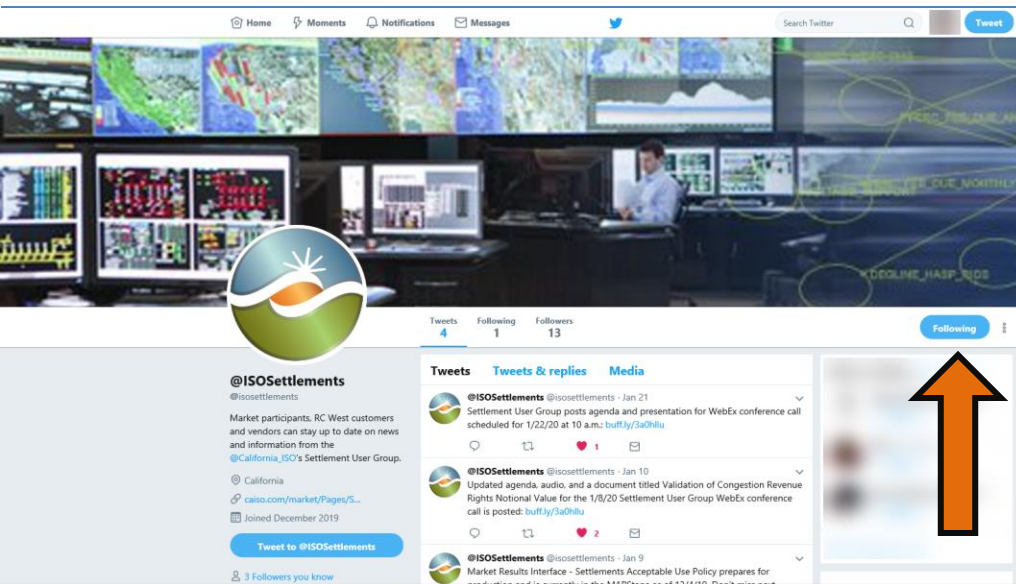 Home Moments Notifications Messages Search Twitter Tweet
DEGLINE_HASP_BIDS
Tweets Following Followers
4 1 13
Following
@ISOSettlements
@isosettlements
Market participants, RC West customers
and vendors can stay up to date on news
and information from the
@California_ISO's Settlement User Group.
California
caiso.com/market/Pages/S...
Joined December 2019
Tweet to @ISOSettlements
3 Followers you know
Tweets Tweets & replies Media
@ISOSettlements @isosettlements · Jan 21
Settlement User Group posts agenda and presentation for WebEx conference call
scheduled for 1/22/20 at 10 a.m.: buff.ly/3a0hllu
1
@ISOSettlements @isosettlements · Jan 10
Updated agenda, audio, and a document titled Validation of Congestion Revenue
Rights Notional Value for the 1/8/20 Settlement User Group WebEx conference
call is posted: buff.ly/3a0hllu
2
@ISOSettlements @isosettlements · Jan 9
Market Results Interface - Settlements Acceptable Use Policy prepares for